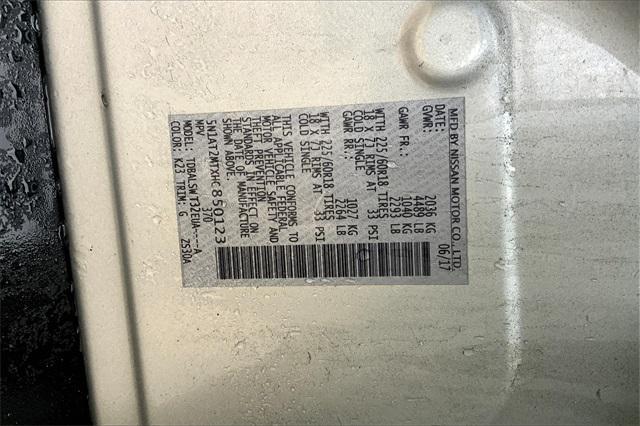 MFD BY NISSAN MOTOR CO., LTD.
DATE: 06/17
GVWR: 2036 KG
4489 LB
GAWR FR.: 1040 KG
2293 LB
WITH 225/60R18 TIRES
18 X 7J RIMS AT 33 PSI
COLD SINGLE
GAWR RR.: 1027 KG
2264 LB
WITH 225/60R18 TIRES
18 X 7J RIMS AT 33 PSI
COLD SINGLE
THIS VEHICLE CONFORMS TO
ALL APPLICABLE FEDERAL
MOTOR VEHICLE SAFETY AND
THEFT PREVENTION
STANDARDS IN EFFECT ON
THE DATE OF MANUFACTURE
SHOWN ABOVE.
5N1AT2MTXHC850123
MPV 370
MODEL: TDBALSWT32EUA----A
COLOR: K23 TRIM: G 2S30A